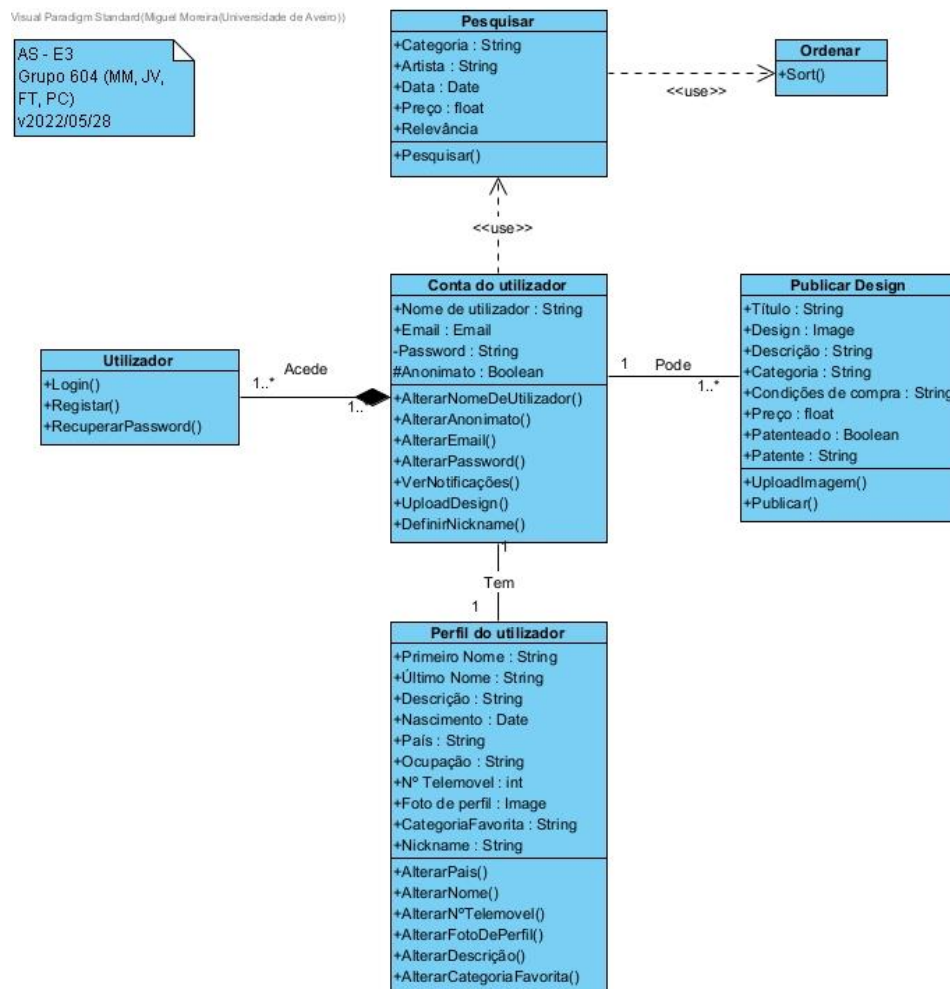 Visual Paradigm Standard(Miguel Moreira(Universidade de Aveiro))
AS - E3
Grupo 604 (MM, JV,
FT, PC)
v2022/05/28
Pesquisar
+Categoria : String
+Artista : String
+Data : Date
+Preço : float
+Relevância
+Pesquisar()
<<use>>
Ordenar
+Sort()
<<use>>
Utilizador
+Login()
+Registar()
+RecuperarPassword()
Acede
1..*
1..*
Conta do utilizador
+Nome de utilizador : String
+Email : Email
-Password : String
#Anonimato : Boolean
+AlterarNomeDeUtilizador()
+AlterarAnonimato()
+AlterarEmail()
+AlterarPassword()
+VerNotificações()
+UploadDesign()
+DefinirNickname()
1
Pode
1..*
Publicar Design
+Título : String
+Design : Image
+Descrição : String
+Categoria : String
+Condições de compra : String
+Preço : float
+Patenteado : Boolean
+Patente : String
+UploadImagem()
+Publicar()
1
Tem
1
Perfil do utilizador
+Primeiro Nome : String
+Último Nome : String
+Descrição : String
+Nascimento : Date
+País : String
+Ocupação : String
+Nº Telemovel : int
+Foto de perfil : Image
+CategoriaFavorita : String
+Nickname : String
+AlterarPais()
+AlterarNome()
+AlterarNºTelemovel()
+AlterarFotoDePerfil()
+AlterarDescrição()
+AlterarCategoriaFavorita()